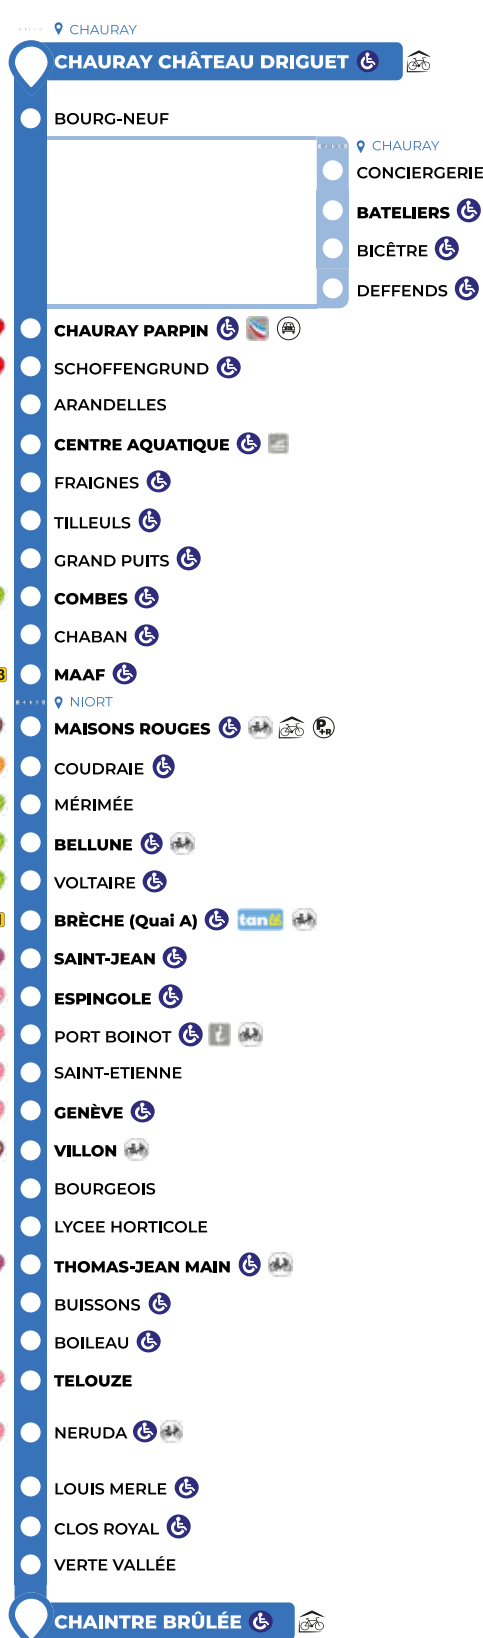 CHAURAY
CHAURAY CHÂTEAU DRIGUET
BOURG-NEUF
CHAURAY
CONCIERGERIE
BATELIERS
BICÊTRE
DEFFENDS
CHAURAY PARPIN
SCHOFFENGRUND
ARANDELLES
CENTRE AQUATIQUE
FRAIGNES
TILLEULS
GRAND PUITS
COMBES
CHABAN
MAAF
NIORT
MAISONS ROUGES P+R
COUDRAIE
MÉRIMÉE
BELLUNE
VOLTAIRE
BRÈCHE (Quai A) tan
SAINT-JEAN
ESPINGOLE
PORT BOINOT i
SAINT-ETIENNE
GENÈVE
VILLON
BOURGEOIS
LYCEE HORTICOLE
THOMAS-JEAN MAIN
BUISSONS
BOILEAU
TELOUZE
NERUDA
LOUIS MERLE
CLOS ROYAL
VERTE VALLÉE
CHAINTRE BRÛLÉE